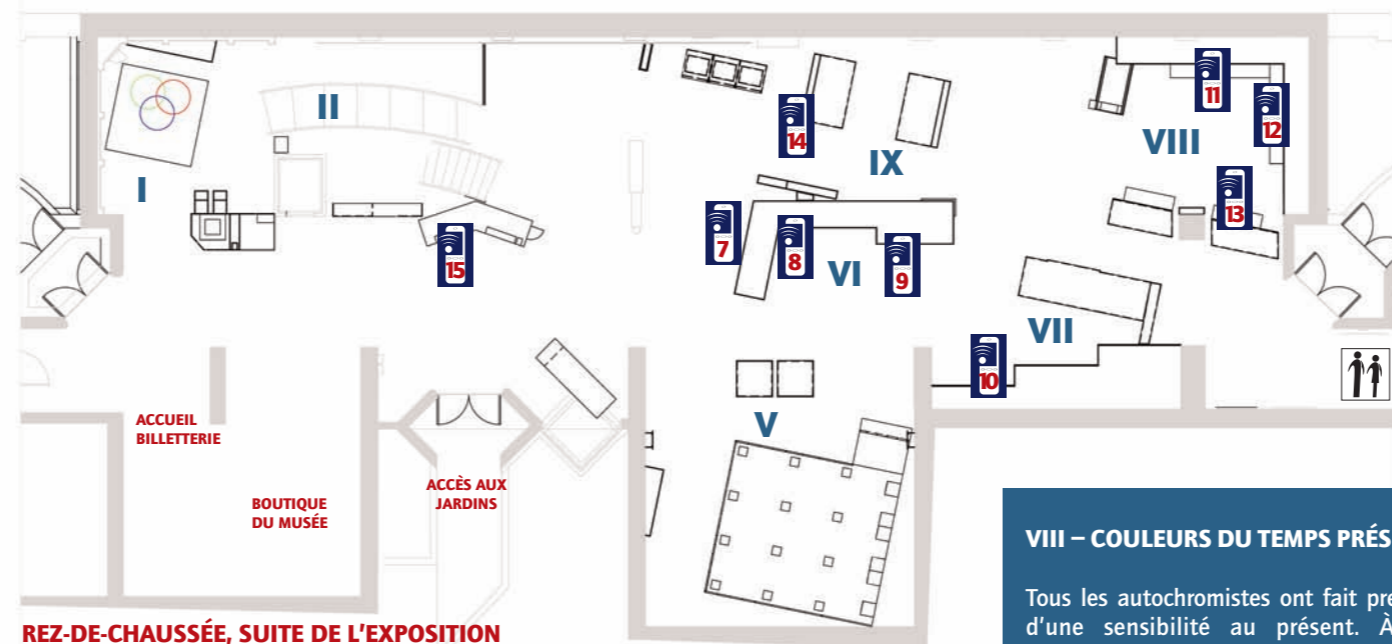 I
II
14
IX
11
12
VIII
13
7
8
VI
9
15
VII
10
V
ACCUEIL
BILLETTERIE
BOUTIQUE
DU MUSÉE
ACCÈS AUX
JARDINS
REZ-DE-CHAUSSÉE, SUITE DE L'EXPOSITION
VIII – COULEURS DU TEMPS PRÉS
Tous les autochromistes ont fait pre
d'une sensibilité au présent. À